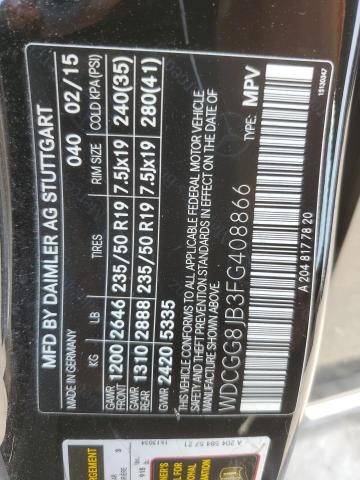 MFD BY DAIMLER AG STUTTGART
MADE IN GERMANY 040 02/15
KG LB TIRES RIM SIZE COLD KPA(PSI)
GAWR FRONT 1200 2646 235/50 R19 7.5Jx19 240(35)
GAWR REAR 1310 2888 235/50 R19 7.5Jx19 280(41)
GVWR 2420 5335
THIS VEHICLE CONFORMS TO ALL APPLICABLE FEDERAL MOTOR VEHICLE
SAFETY, BUMPER, AND THEFT PREVENTION STANDARDS IN EFFECT ON THE DATE OF
MANUFACTURE SHOWN ABOVE.
WDCGG8JB3FG408866 TYPE: MPV
A 204 817 78 20
A 204 584 57 21